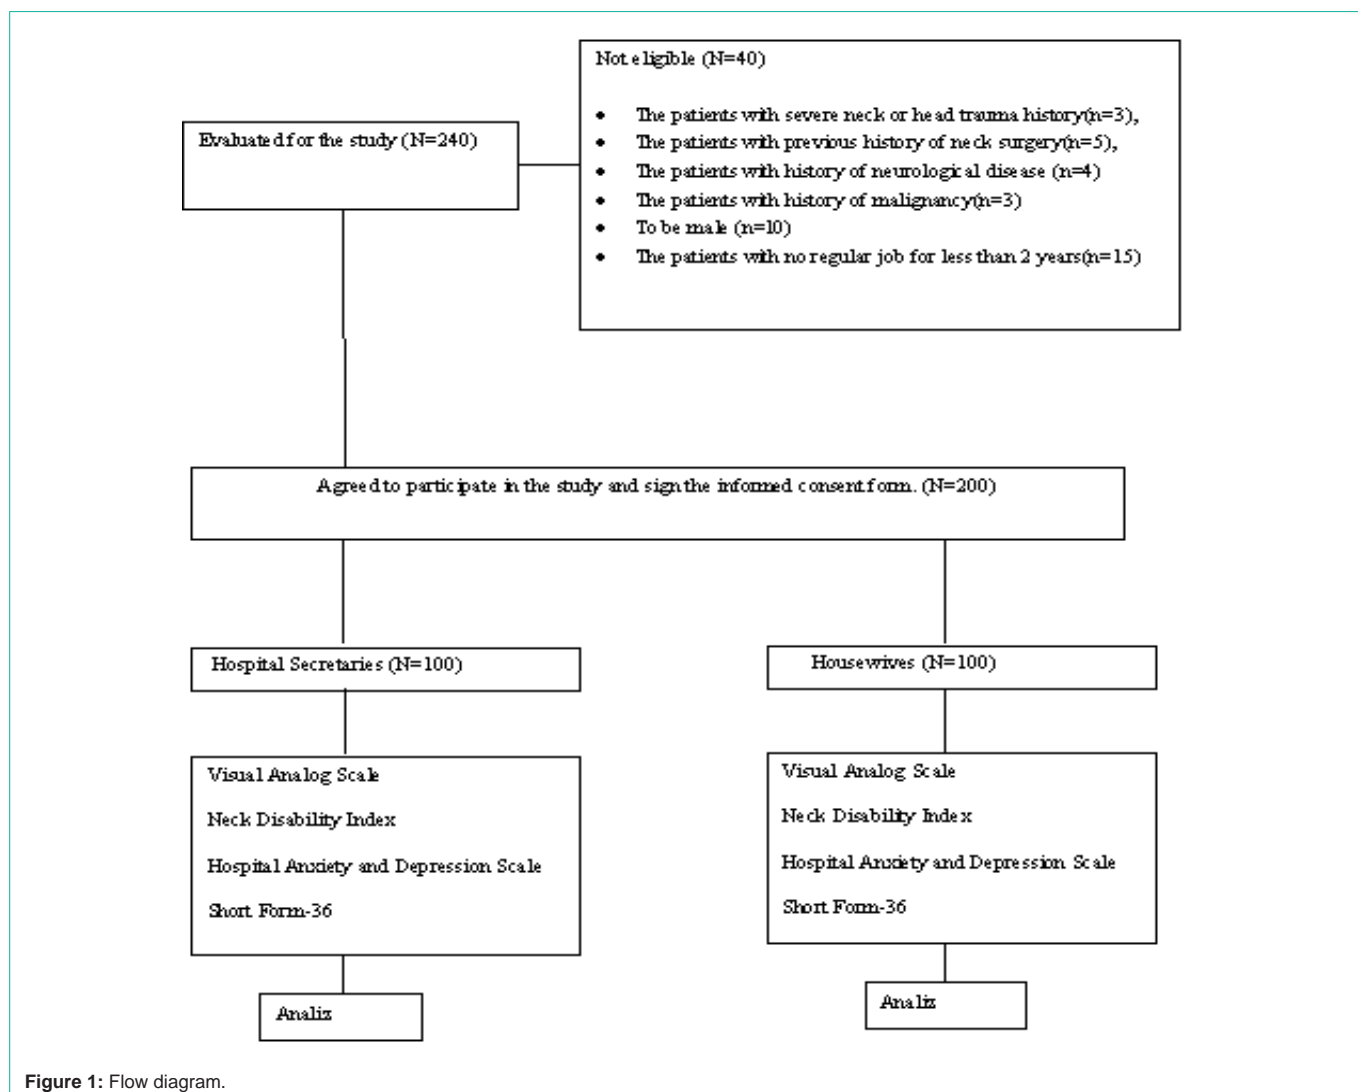 Not eligible (N=40)
• The patients with severe neck or head trauma history(n=3),
• The patients with previous history of neck surgery(n=5),
• The patients with history of neurological disease (n=4)
• The patients with history of malignancy(n=3)
• To be male (n=10)
• The patients with no regular job for less than 2 years(n=15)
Evaluated for the study (N=240)
Agreed to participate in the study and sign the informed consent form. (N=200)
Hospital Secretaries (N=100)
Housewives (N=100)
Visual Analog Scale
Neck Disability Index
Hospital Anxiety and Depression Scale
Short Form-36
Visual Analog Scale
Neck Disability Index
Hospital Anxiety and Depression Scale
Short Form-36
Analiz
Analiz
Figure 1: Flow diagram.